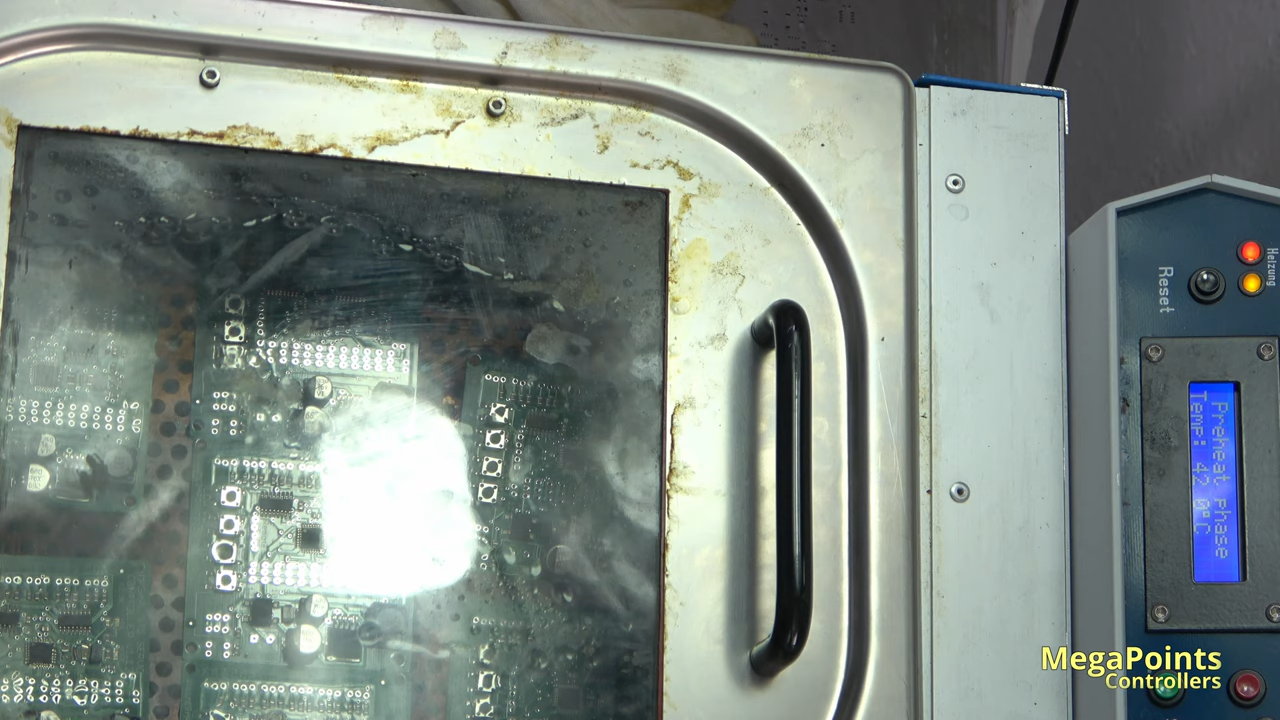 Heizung
Reset
Preheat phase
Temp: 42 0°C
MegaPoints
Controllers